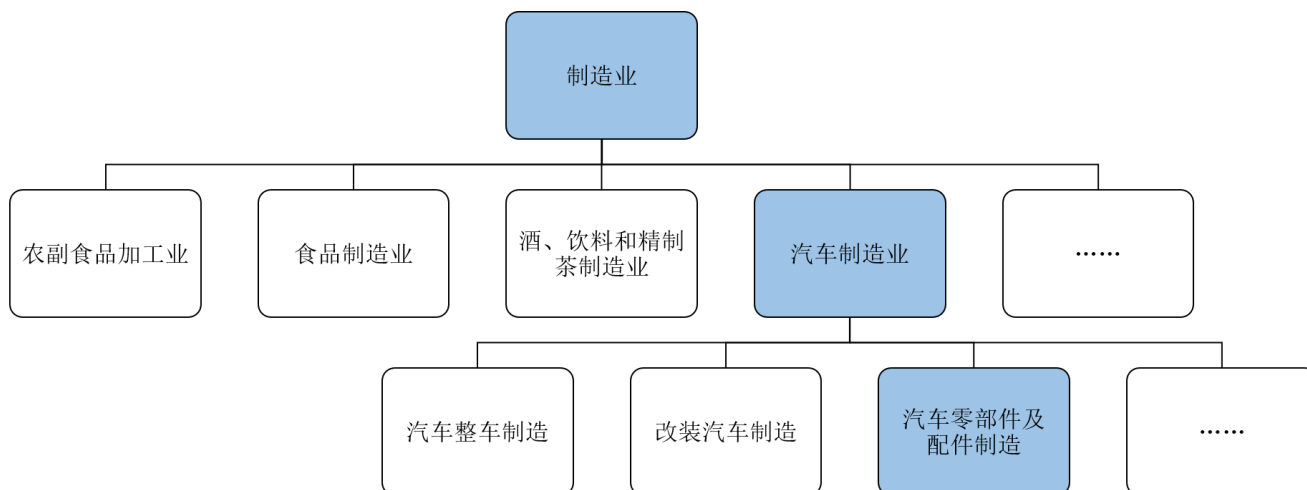 制造业
农副食品加工业
食品制造业
酒、饮料和精制
茶制造业
汽车制造业
……
汽车整车制造
改装汽车制造
汽车零部件及
配件制造
……